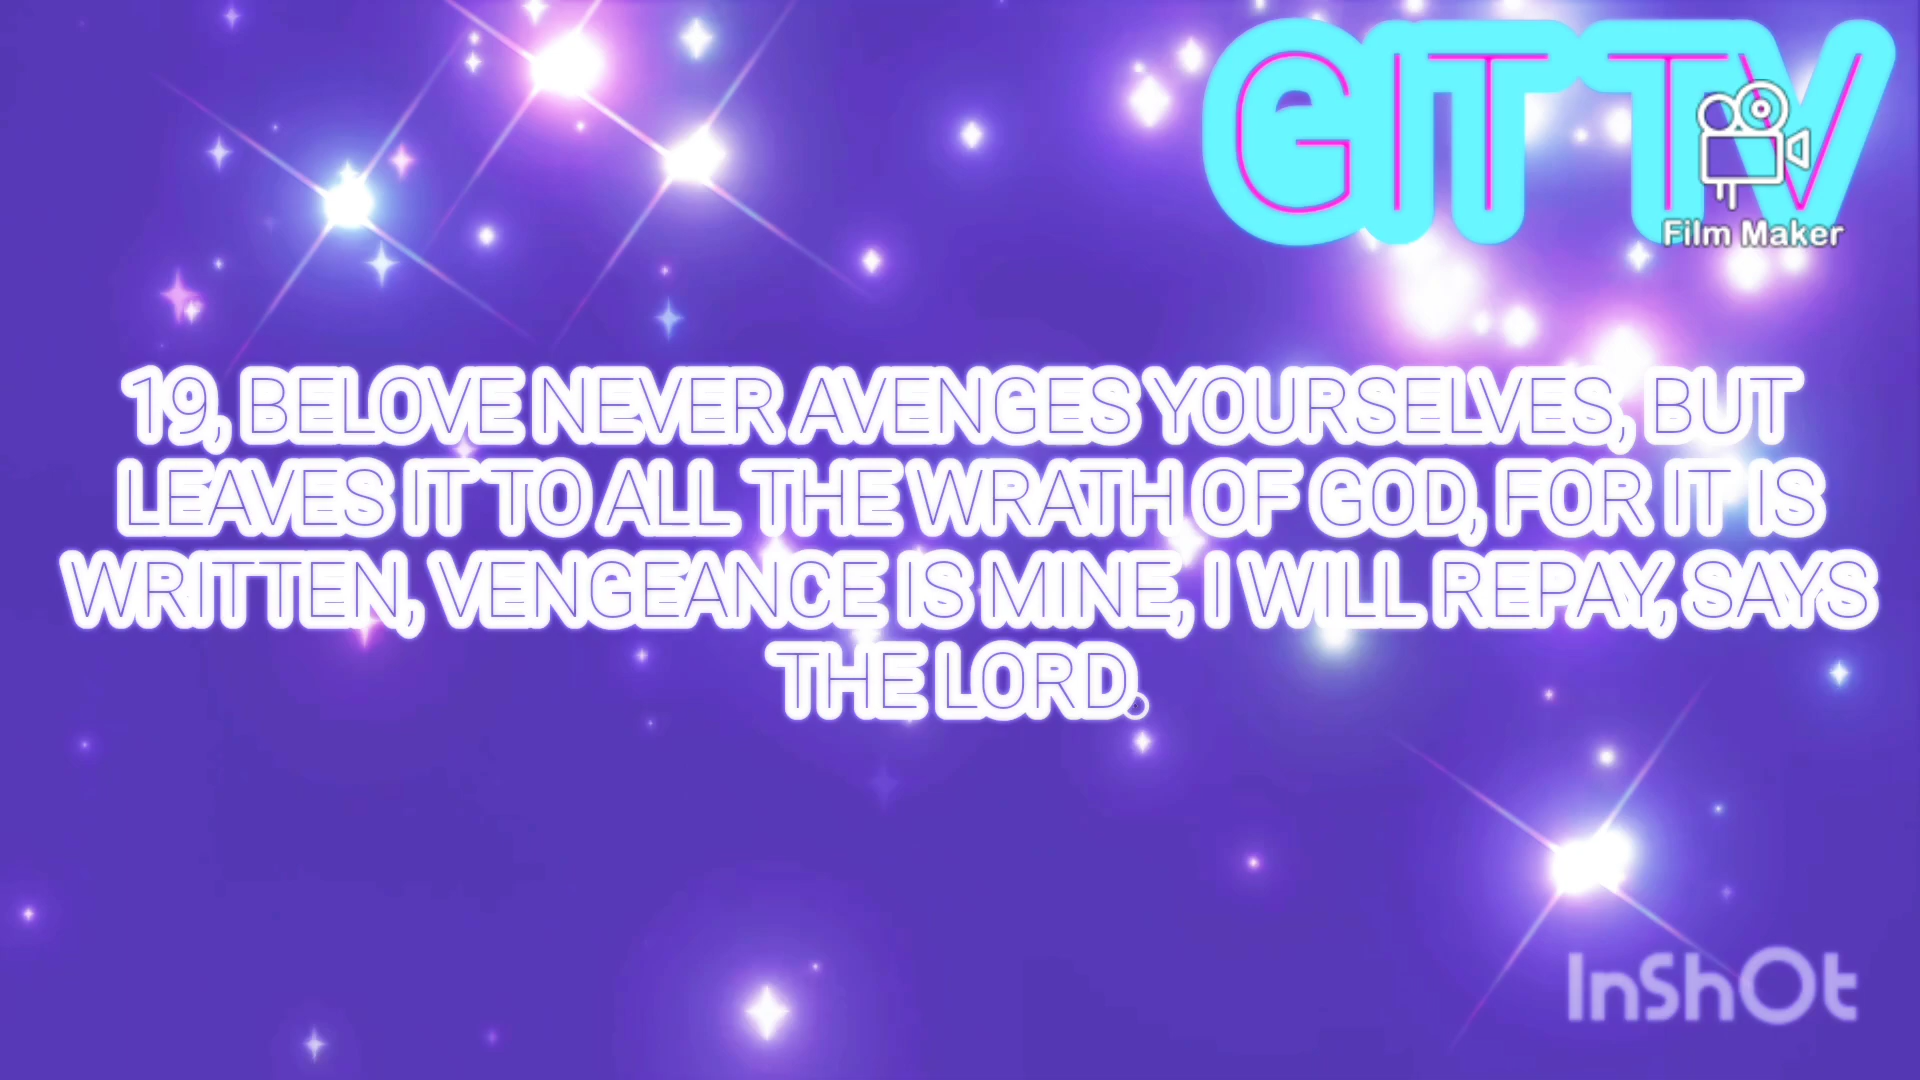 GIT TV
Film Maker
19, BELOVE NEVER AVENGES YOURSELVES, BUT
LEAVES IT TO ALL THE WRATH OF GOD, FOR IT IS
WRITTEN, VENGEANCE IS MINE, I WILL REPAY, SAYS
THE LORD.
InShOt